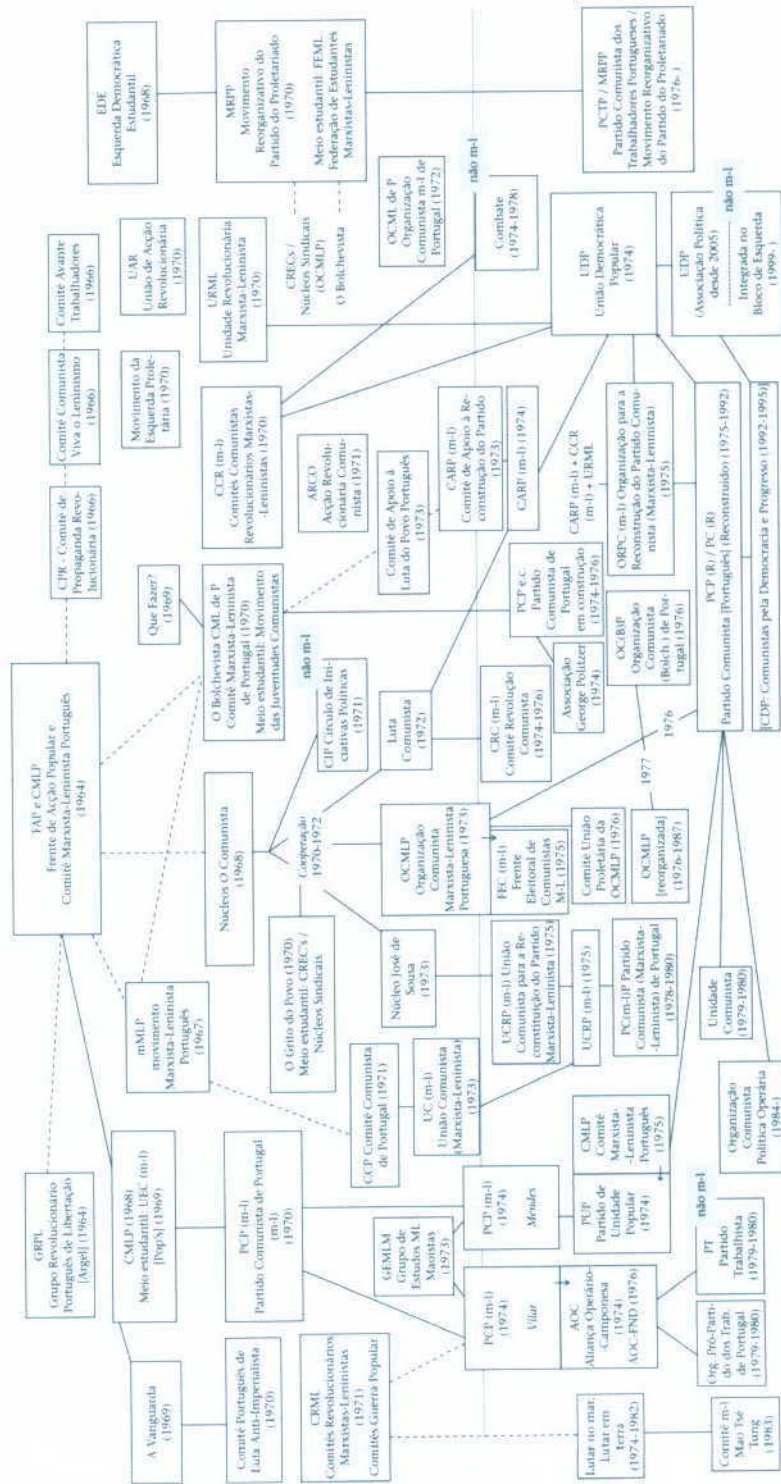 GRPL
Grupo Revolucionário
Português de Libertação
[Argel] (1964)
FAP e CMLP
Frente de Acção Popular e
Comité Marxista-Leninista Português
(1964)
CPR - Comité de
Propaganda Revo-
lucionária (1966)
Comité Comunista
Viva o Leninismo
(1966)
Comité Avante
Trabalhadores
(1966)
EDE
Esquerda Democrática
Estudantil
(1968)
A Vanguarda
(1969)
CMLP (1968)
Meio estudantil: UEC (m-l)
[Pop's] (1969)
mMLP
movimento
Marxista-Leninista
Português
(1967)
Que Fazer?
(1969)
Movimento da
Esquerda Prole-
tária (1970)
UAR
União de Acção
Revolucionária
(1970)
Comité Português de
Luta Anti-Imperialista
(1970)
PCP (m-l)
Partido Comunista de Portugal
(m-l)
(1970)
Núcleos O Comunista
(1968)
O Bolchevista CML de P
Comité Marxista-Leninista
de Portugal (1970)
Meio estudantil: Movimento
das Juventudes Comunistas
CCR (m-l)
Comités Comunistas
Revolucionários Marxistas-
Leninistas (1970)
URML
Unidade Revolucionária
Marxista-Leninista
(1970)
MRPP
Movimento
Reorganizativo do
Partido do Proletariado
(1970)
Meio estudantil: FEML
Federação de Estudantes
Marxistas-Leninistas
CRML
Comités Revolucionários
Marxistas-Leninistas
(1971)
Comités Guerra Popular
CCP Comité Comunista
de Portugal (1971)
O Grito do Povo (1970)
Meio estudantil: CREC's /
Núcleos Sindicais
Cooperação
1970-1972
não m-l
CIP Círculo de Ini-
ciativas Políticas
(1971)
ARCO
Acção Revolu-
cionária Comu-
nista (1971)
CRECs /
Núcleos Sindicais
(OCMLP)
O Bolchevista
GEMLM
Grupo de
Estudos ML
Maoistas
(1973)
UC (m-l)
União Comunista
(Marxista-Leninista)
(1973)
Núcleo José de
Sousa
(1973)
Luta
Comunista
(1972)
Comité de Apoio à
Luta do Povo Português
(1973)
OCML de P
Organização
Comunista m-l de
Portugal (1972)
não m-l
Lutar no mar,
Lutar em
terra
(1974-1982)
PCP (m-l)
(1974)
Vilar
PCP (m-l)
(1974)
Mendes
UCRP (m-l) União
Comunista para a Re-
constituição do Partido
Marxista-Leninista (1975)
OCMLP
Organização
Comunista
Marxista-Leninista
Portuguesa (1973)
CRC (m-l)
Comité Revolução
Comunista
(1974-1976)
CARP (m-l)
Comité de Apoio à Re-
construção do Partido
(1973)
Combate
(1974-1978)
CARP (m-l) (1974)
AOC
Aliança Operário-
-Camponesa
(1974)
AOC-FND (1976)
PUP
Partido de
Unidade
Popular
(1974)
CMLP
Comité
Marxista-
-Leninista
Português
(1975)
UCRP (m-l) (1975)
FEC (m-l)
Frente
Eleitoral de
Comunistas
M-L (1975)
PCP e.c.
Partido
Comunista de
Portugal
em construção
(1974-1976)
Associação
George Politzer
(1974)
CARP (m-l) + CCR
(m-l) + URML
UDP
União Democrática
Popular
(1974)
PCTP / MRPP
Partido Comunista dos
Trabalhadores Portugueses /
Movimento Reorganizativo
do Partido do Proletariado
(1976- )
Comité União
Proletária da
OCMLP (1976)
PC(m-l)P Partido
Comunista (Marxista-
-Leninista) de Portugal
(1978-1980)
OC(B)P
Organização
Comunista
(Bolch.) de Por-
tugal (1976)
ORPC (m-l) Organização para a
Reconstrução do Partido Comu-
nista (Marxista-Leninista)
(1975)
Comité m-l
Mao Tsé
Tung
(1983)
Org. Pró-Parti-
do dos Trab.
de Portugal
(1979-1980)
não m-l
PT
Partido
Trabalhista
(1979-1980)
Unidade
Comunista
(1979-1980)
OCMLP
[reorganizada]
(1976-1987)
1977
1976
PCP (R) / PC (R)
Partido Comunista [Português] (Reconstruído) (1975-1992)
UDP
(Associação Política
desde 2005)
não m-l
Integrada no
Bloco de Esquerda
(1999- )
Organização
Comunista
Política Operária
(1984-)
[CDP- Comunistas pela Democracia e Progresso (1992-1995)]